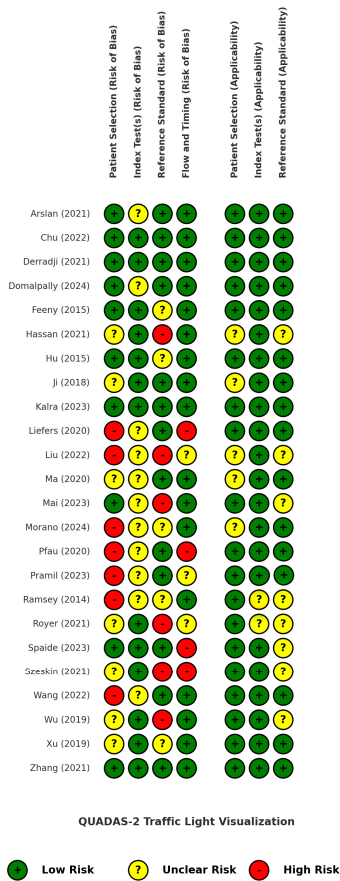 Patient Selection (Risk of Bias)
Index Test(s) (Risk of Bias)
Reference Standard (Risk of Bias)
Flow and Timing (Risk of Bias)
Patient Selection (Applicability)
Index Test(s) (Applicability)
Reference Standard (Applicability)
Arslan (2021) + ? + + + + +
Chu (2022) + + + + + + +
Derradji (2021) + + + + + + +
Domalpally (2024) + ? + + + + +
Feeny (2015) + + ? + + + +
Hassan (2021) ? + - + ? + ?
Hu (2015) + + ? + + + +
Ji (2018) ? + + + ? + +
Kalra (2023) + + + + + + +
Liefers (2020) - ? + - + + +
Liu (2022) - ? - ? ? + ?
Ma (2020) ? ? + + ? + +
Mai (2023) + ? - + + + ?
Morano (2024) - ? ? + ? + +
Pfau (2020) - ? + - + + +
Pramil (2023) - ? + ? + + +
Ramsey (2014) - ? ? + + ? ?
Royer (2021) ? + - ? + ? ?
Spaide (2023) + + + - + + ?
Szeskin (2021) ? + - - + + ?
Wang (2022) - ? + + + + +
Wu (2019) ? + - + + + ?
Xu (2019) ? + ? + + + +
Zhang (2021) + + + + + + +
QUADAS-2 Traffic Light Visualization
+ Low Risk ? Unclear Risk - High Risk